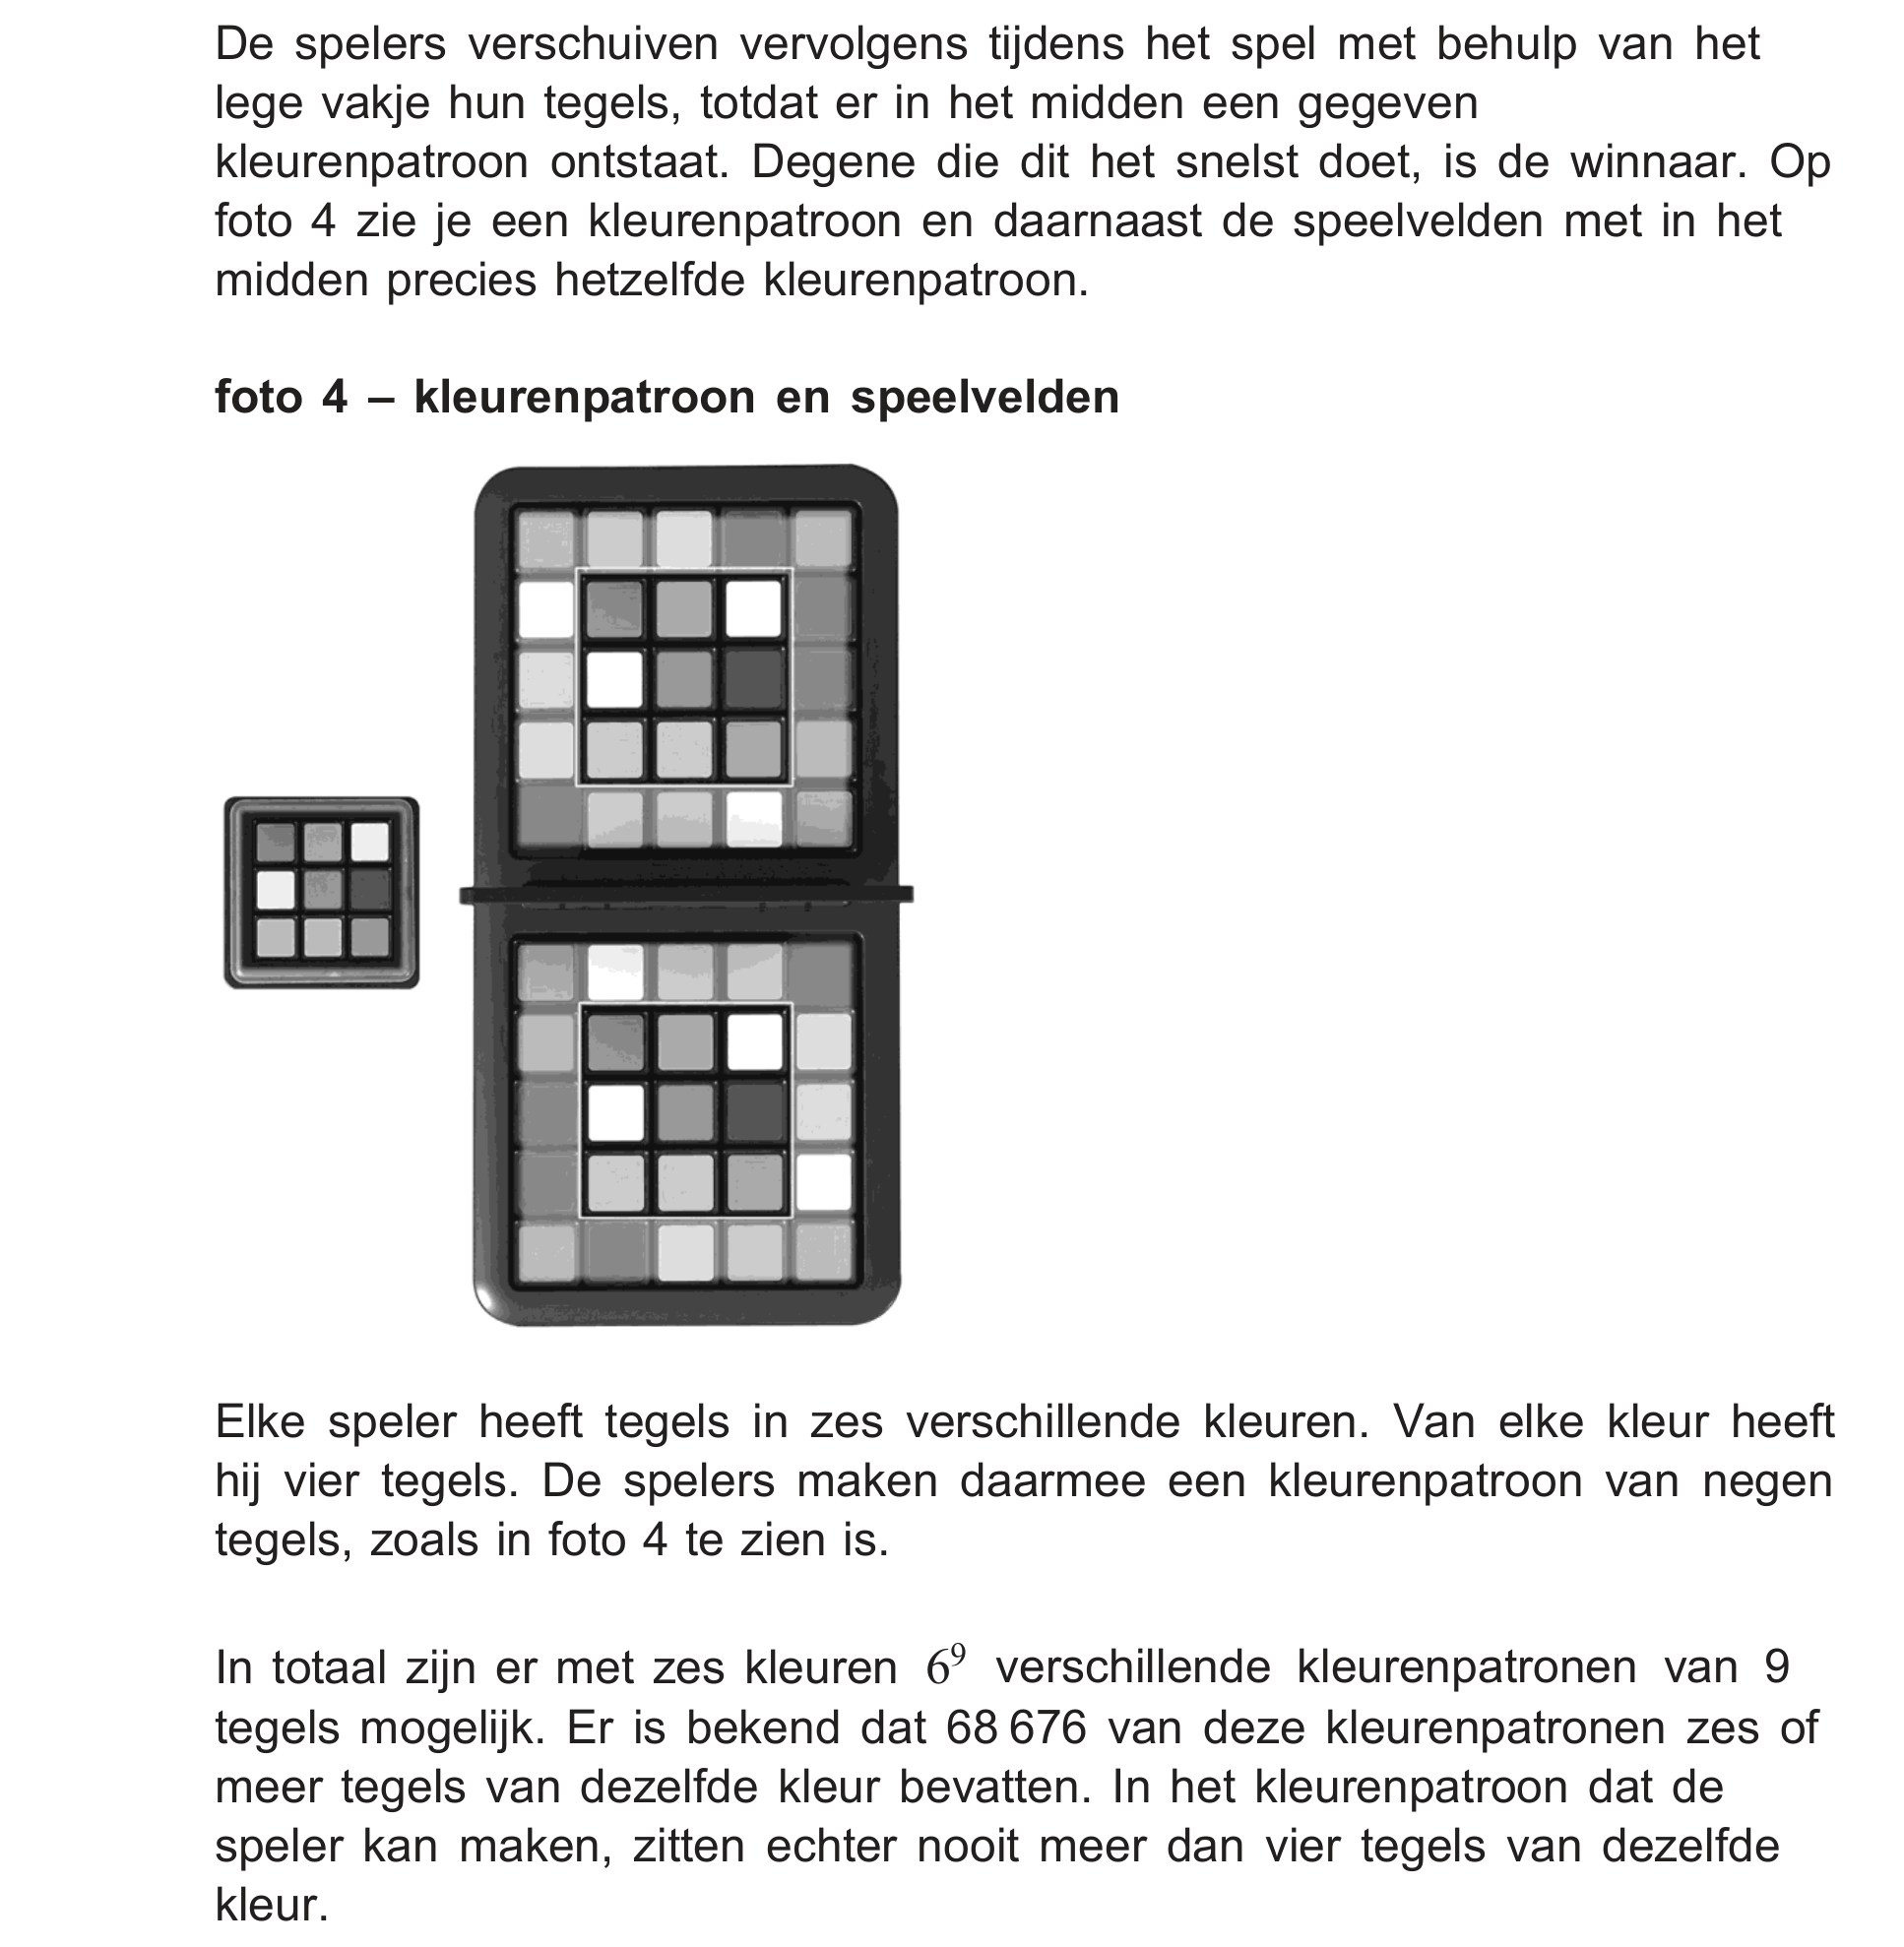 De spelers verschuiven vervolgens tijdens het spel met behulp van het
lege vakje hun tegels, totdat er in het midden een gegeven
kleurenpatroon ontstaat. Degene die dit het snelst doet, is de winnaar. Op
foto 4 zie je een kleurenpatroon en daarnaast de speelvelden met in het
midden precies hetzelfde kleurenpatroon.
foto 4 – kleurenpatroon en speelvelden
Elke speler heeft tegels in zes verschillende kleuren. Van elke kleur heeft
hij vier tegels. De spelers maken daarmee een kleurenpatroon van negen
tegels, zoals in foto 4 te zien is.
In totaal zijn er met zes kleuren 6⁹ verschillende kleurenpatronen van 9
tegels mogelijk. Er is bekend dat 68 676 van deze kleurenpatronen zes of
meer tegels van dezelfde kleur bevatten. In het kleurenpatroon dat de
speler kan maken, zitten echter nooit meer dan vier tegels van dezelfde
kleur.